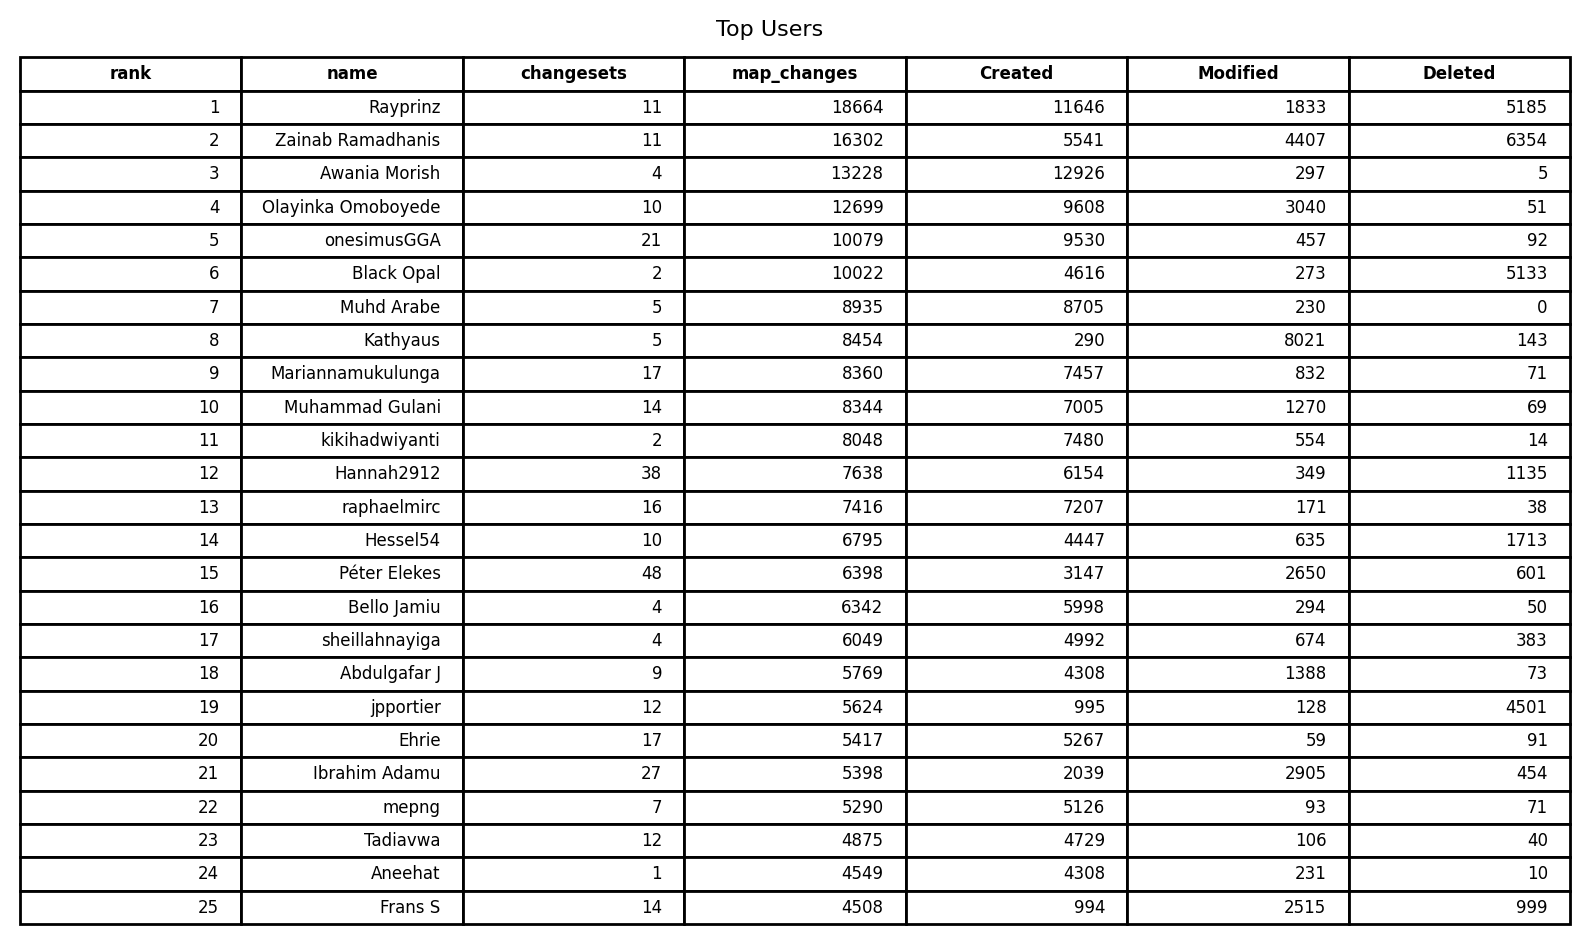 Top Users
rank name changesets map_changes Created Modified Deleted
1 Rayprinz 11 18664 11646 1833 5185
2 Zainab Ramadhanis 11 16302 5541 4407 6354
3 Awania Morish 4 13228 12926 297 5
4 Olayinka Omoboyede 10 12699 9608 3040 51
5 onesimusGGA 21 10079 9530 457 92
6 Black Opal 2 10022 4616 273 5133
7 Muhd Arabe 5 8935 8705 230 0
8 Kathyaus 5 8454 290 8021 143
9 Mariannamukulunga 17 8360 7457 832 71
10 Muhammad Gulani 14 8344 7005 1270 69
11 kikihadwiyanti 2 8048 7480 554 14
12 Hannah2912 38 7638 6154 349 1135
13 raphaelmirc 16 7416 7207 171 38
14 Hessel54 10 6795 4447 635 1713
15 Péter Elekes 48 6398 3147 2650 601
16 Bello Jamiu 4 6342 5998 294 50
17 sheillahnayiga 4 6049 4992 674 383
18 Abdulgafar J 9 5769 4308 1388 73
19 jpportier 12 5624 995 128 4501
20 Ehrie 17 5417 5267 59 91
21 Ibrahim Adamu 27 5398 2039 2905 454
22 mepng 7 5290 5126 93 71
23 Tadiavwa 12 4875 4729 106 40
24 Aneehat 1 4549 4308 231 10
25 Frans S 14 4508 994 2515 999